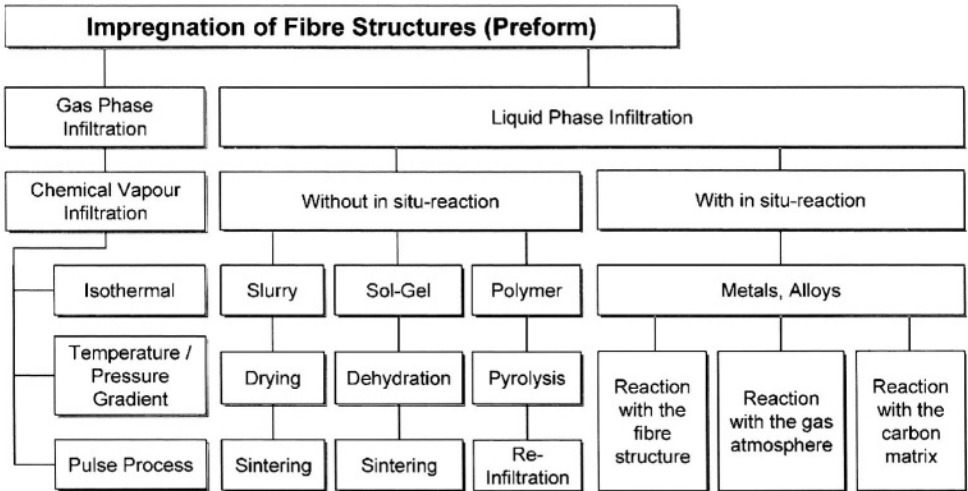 Impregnation of Fibre Structures (Preform)
Gas Phase
Infiltration
Liquid Phase Infiltration
Chemical Vapour
Infiltration
Without in situ-reaction
With in situ-reaction
Isothermal
Slurry
Sol-Gel
Polymer
Metals, Alloys
Temperature /
Pressure
Gradient
Drying
Dehydration
Pyrolysis
Reaction
with the
fibre
structure
Reaction
with the gas
atmosphere
Reaction
with the
carbon
matrix
Pulse Process
Sintering
Sintering
Re-
Infiltration